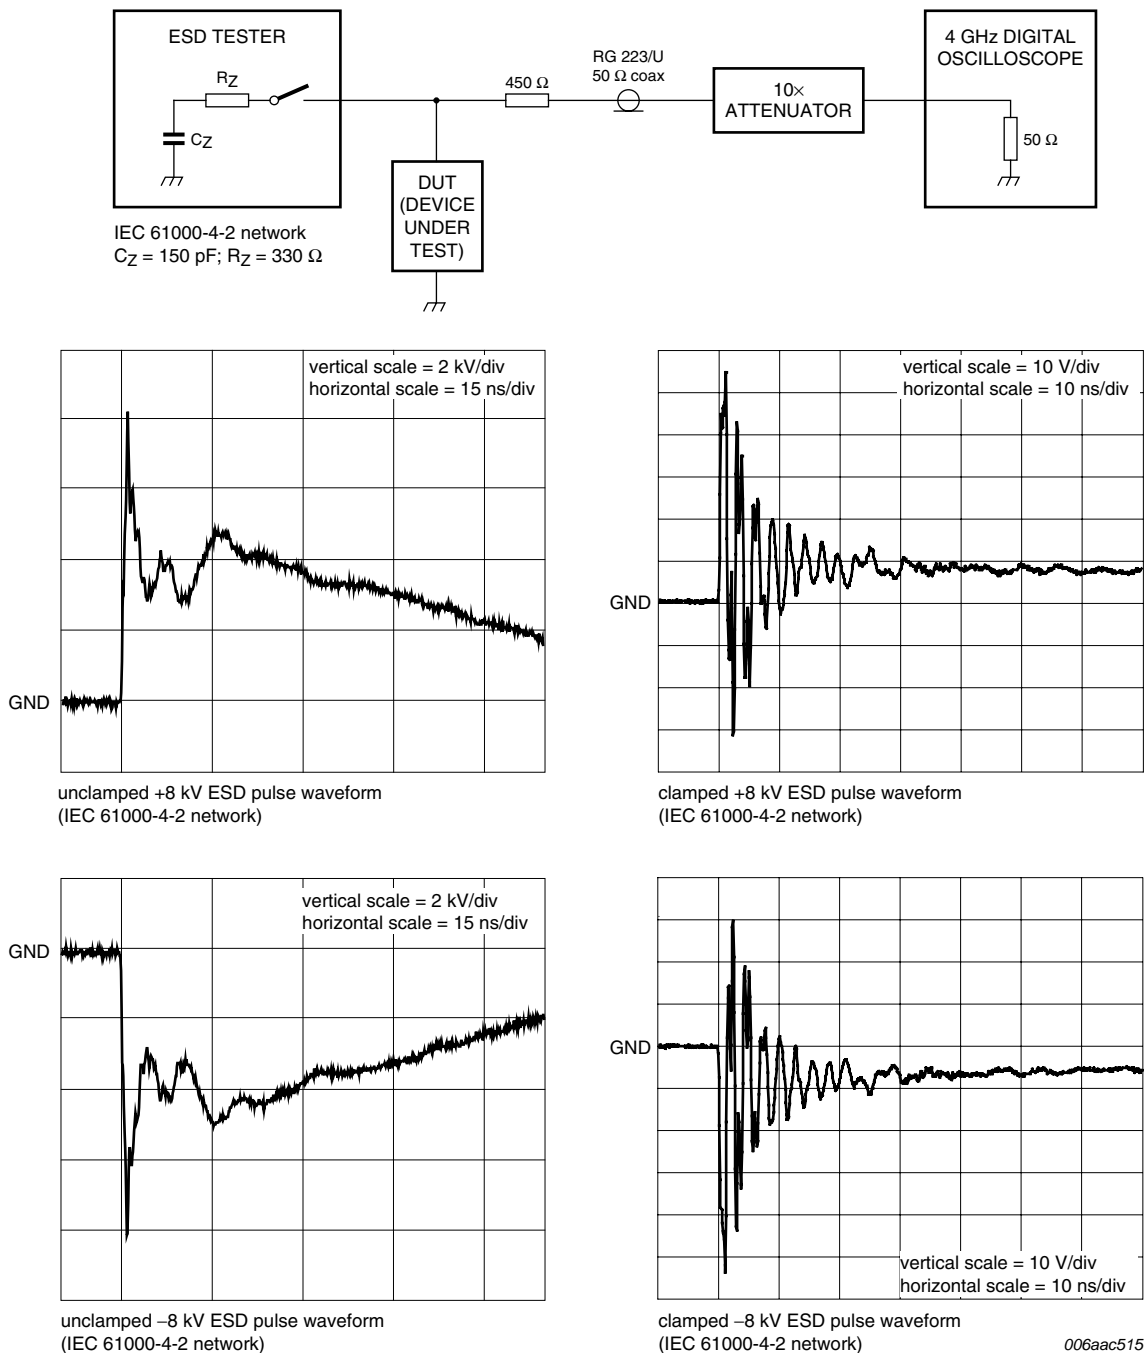 ESD TESTER
RZ
CZ
IEC 61000-4-2 network
CZ = 150 pF; RZ = 330 Ω
DUT
(DEVICE
UNDER
TEST)
450 Ω
RG 223/U
50 Ω coax
10×
ATTENUATOR
4 GHz DIGITAL
OSCILLOSCOPE
50 Ω
vertical scale = 2 kV/div
horizontal scale = 15 ns/div
GND
unclamped +8 kV ESD pulse waveform
(IEC 61000-4-2 network)
vertical scale = 10 V/div
horizontal scale = 10 ns/div
GND
clamped +8 kV ESD pulse waveform
(IEC 61000-4-2 network)
vertical scale = 2 kV/div
horizontal scale = 15 ns/div
GND
unclamped −8 kV ESD pulse waveform
(IEC 61000-4-2 network)
GND
vertical scale = 10 V/div
horizontal scale = 10 ns/div
clamped −8 kV ESD pulse waveform
(IEC 61000-4-2 network)
006aac515